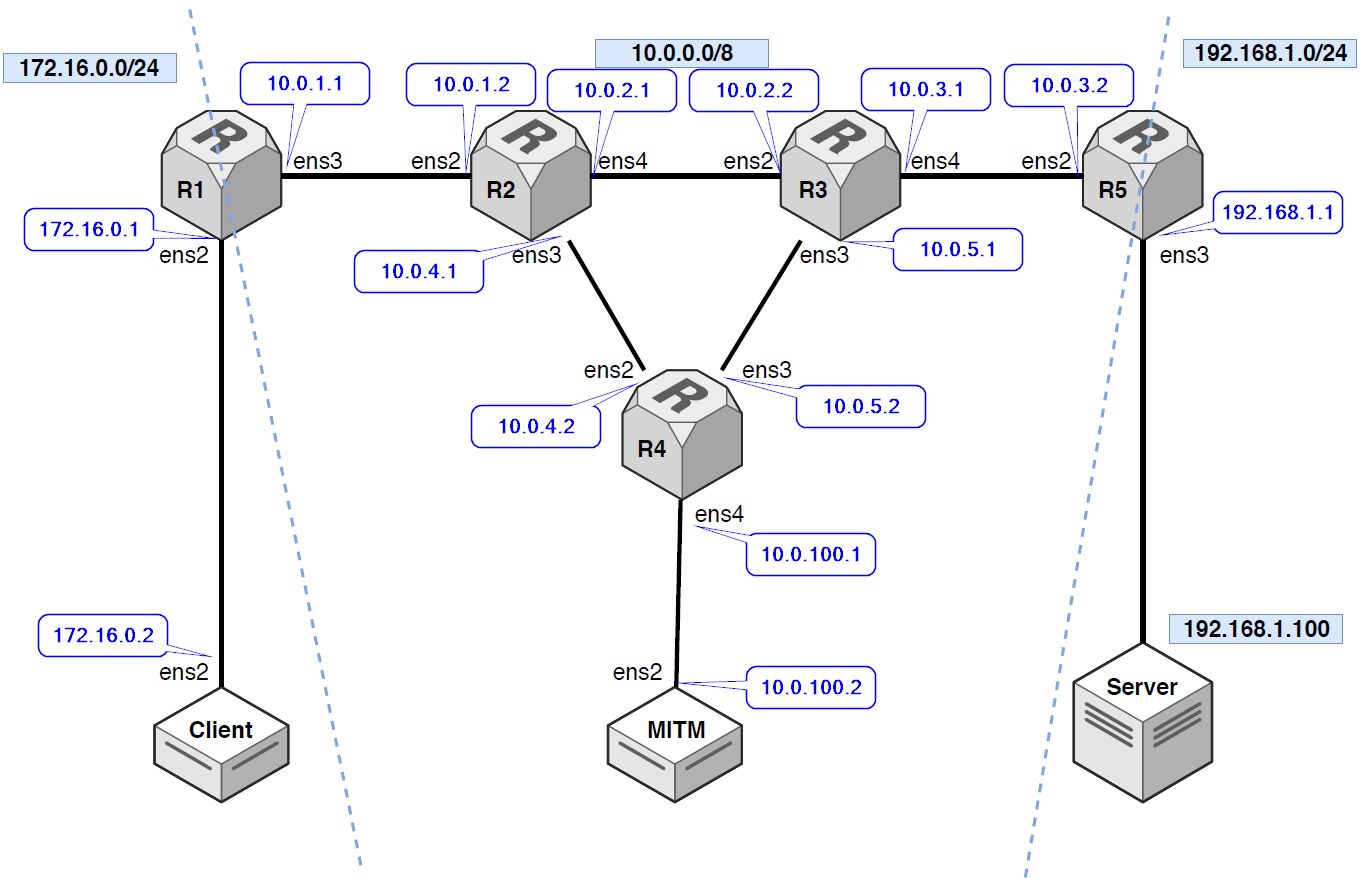 172.16.0.0/24
10.0.0.0/8
192.168.1.0/24
10.0.1.1
10.0.1.2
10.0.2.1
10.0.2.2
10.0.3.1
10.0.3.2
R
R
R
R
ens3
ens2
ens4
ens2
ens4
ens2
R1
R2
R3
R5
172.16.0.1
192.168.1.1
ens2
10.0.4.1
ens3
ens3
10.0.5.1
ens3
ens2
ens3
R
10.0.4.2
10.0.5.2
R4
ens4
10.0.100.1
172.16.0.2
192.168.1.100
ens2
ens2
10.0.100.2
Client
MITM
Server